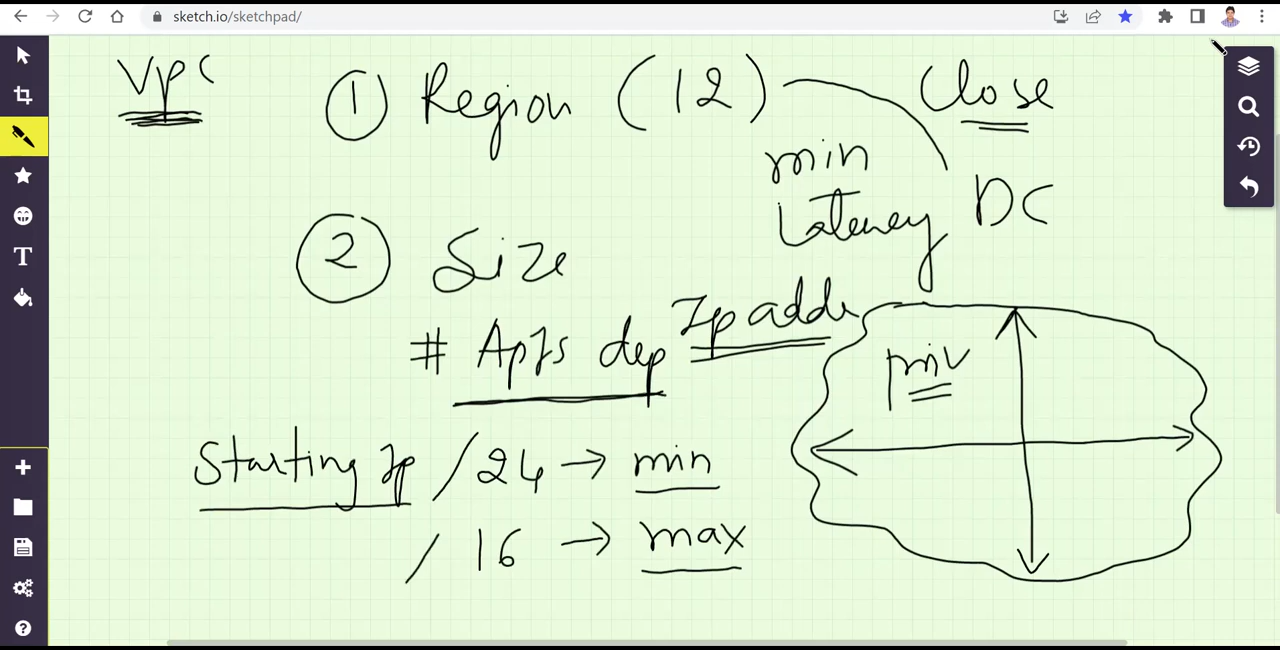 sketch.io/sketchpad/
Vpc
1 Region (12) Close
min
Latency DC
2 Size
# Apps dep Ip addr
priv
Starting Ip /24 → min
/16 → max
T